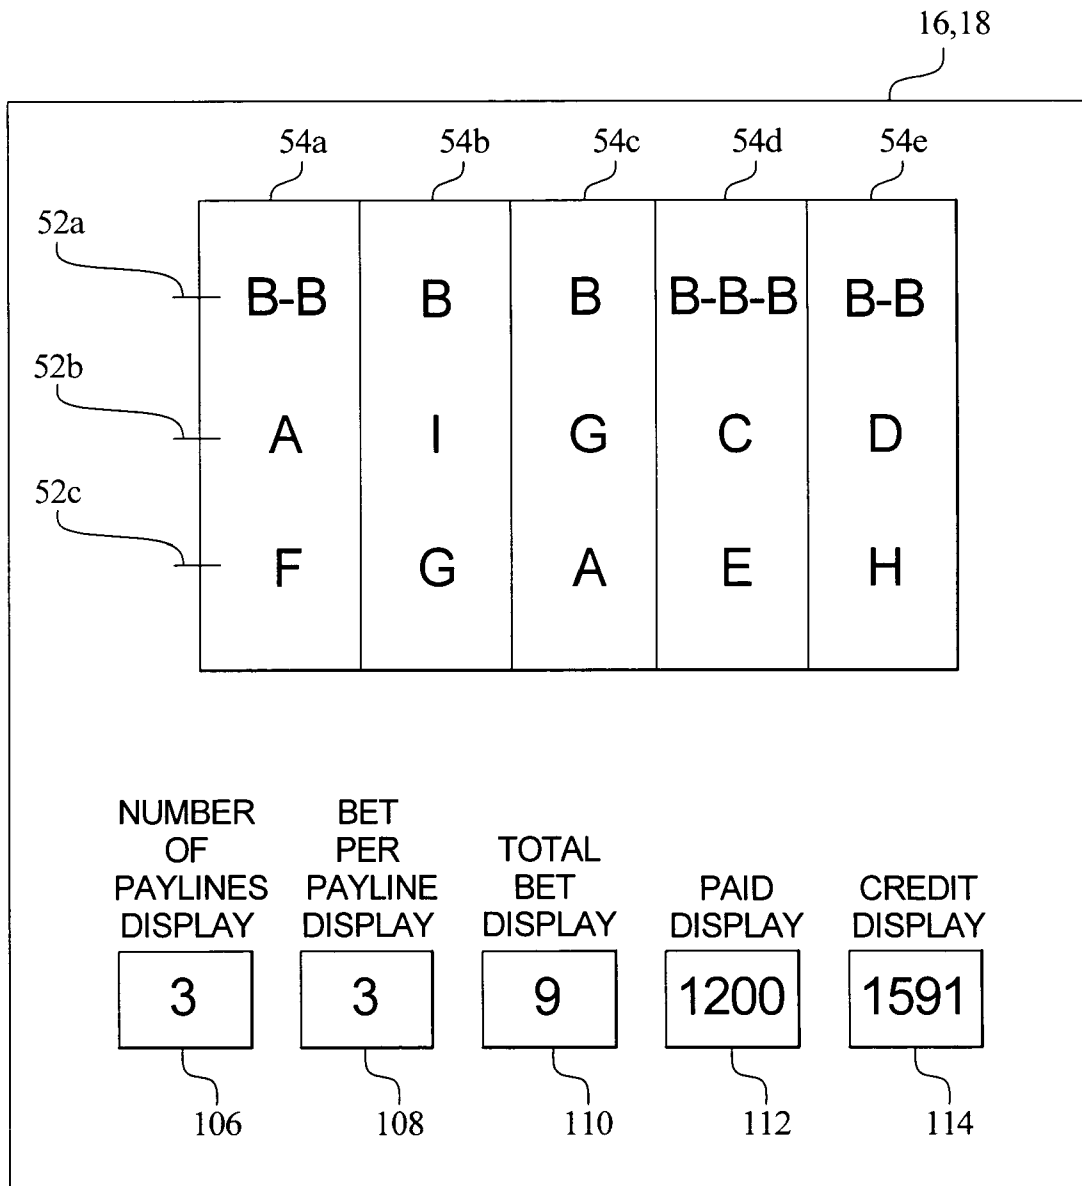 16,18
54a 54b 54c 54d 54e
52a
B-B B B B-B-B B-B
52b
A I G C D
52c
F G A E H
NUMBER OF PAYLINES DISPLAY
3
106
BET PER PAYLINE DISPLAY
3
108
TOTAL BET DISPLAY
9
110
PAID DISPLAY
1200
112
CREDIT DISPLAY
1591
114